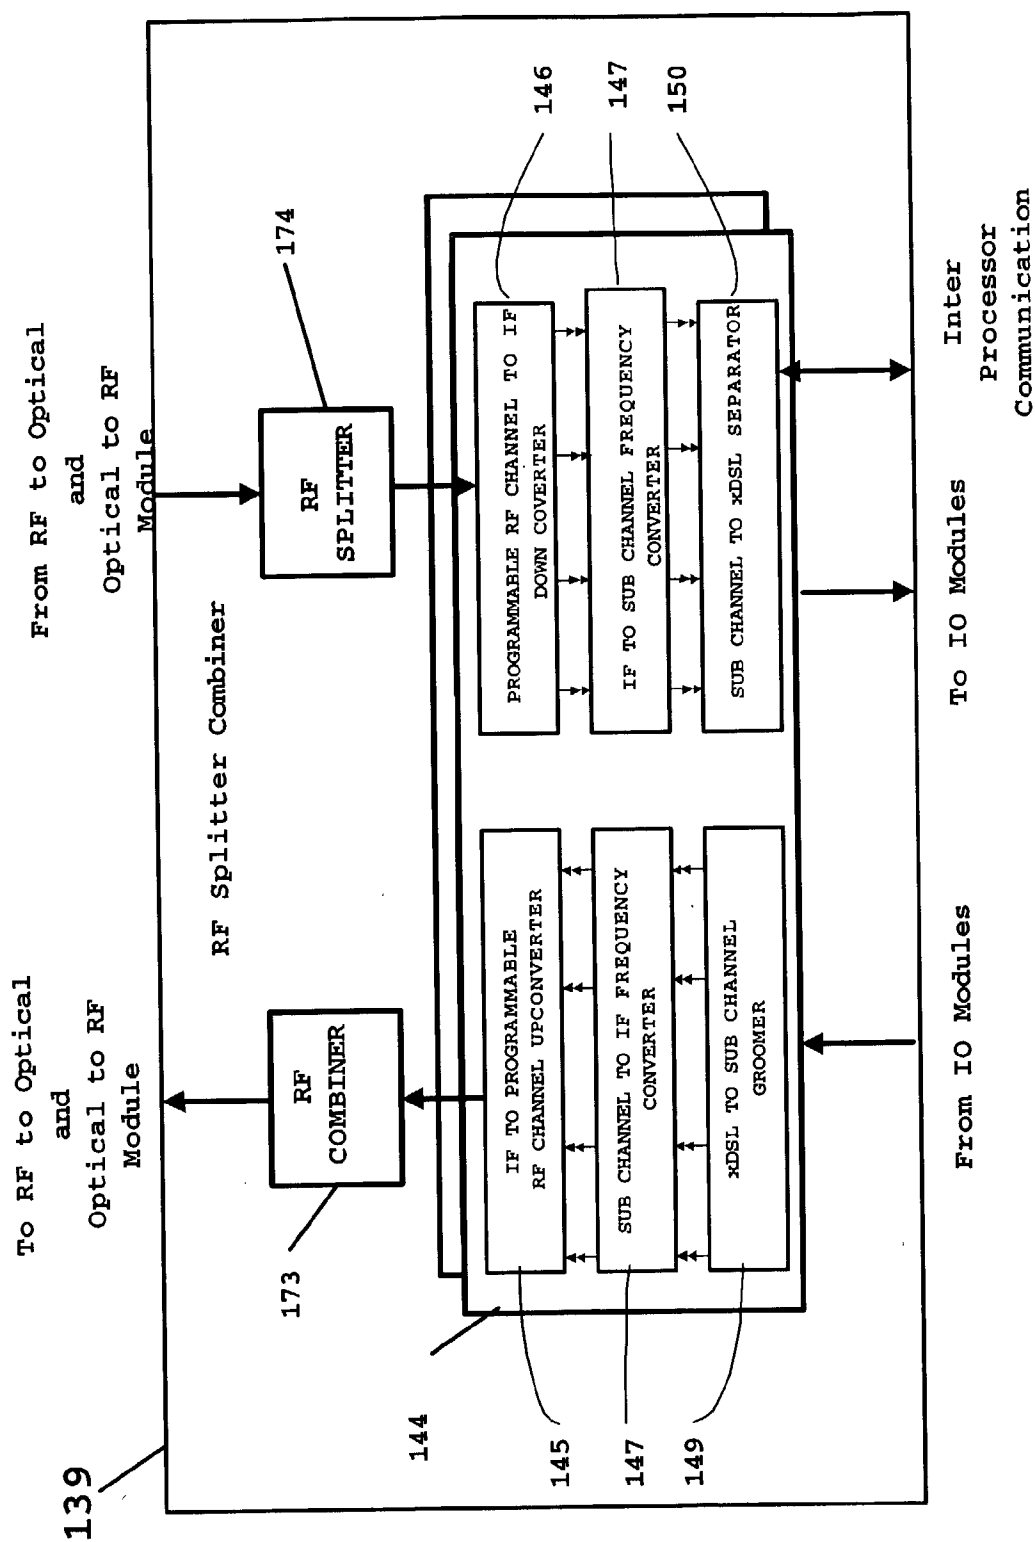 139
To RF to Optical
and
Optical to RF
Module
From RF to Optical
and
Optical to RF
Module
RF Splitter Combiner
173
RF
COMBINER
RF
SPLITTER
174
144
145
IF TO PROGRAMMABLE
RF CHANNEL UPCONVERTER
PROGRAMMABLE RF CHANNEL TO IF
DOWN COVERTER
146
147
SUB CHANNEL TO IF FREQUENCY
CONVERTER
IF TO SUB CHANNEL FREQUENCY
CONVERTER
147
149
xDSL TO SUB CHANNEL
GROOMER
SUB CHANNEL TO xDSL SEPARATOR
150
From IO Modules
To IO Modules
Inter
Processor
Communication